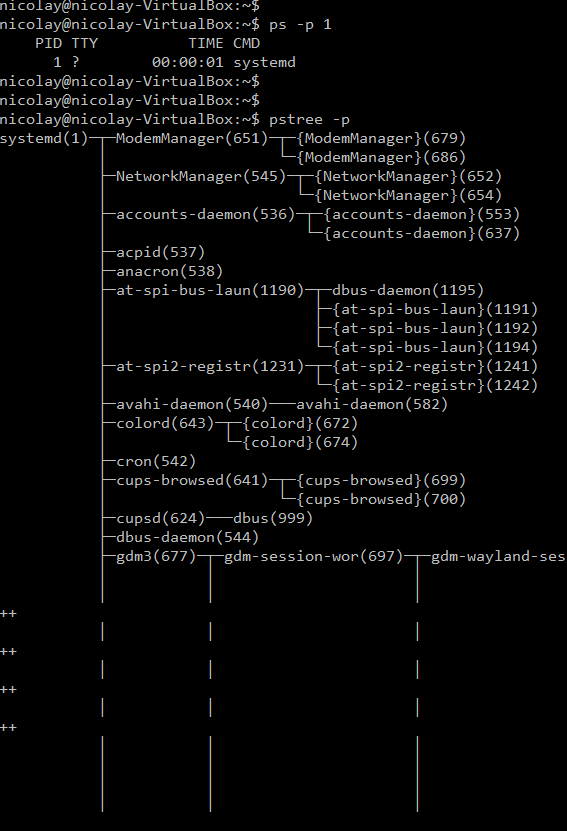 nicolay@nicolay-VirtualBox:~$
nicolay@nicolay-VirtualBox:~$ ps -p 1
    PID TTY          TIME CMD
      1 ?        00:00:01 systemd
nicolay@nicolay-VirtualBox:~$
nicolay@nicolay-VirtualBox:~$
nicolay@nicolay-VirtualBox:~$ pstree -p
systemd(1)─┬─ModemManager(651)─┬─{ModemManager}(679)
           │                   └─{ModemManager}(686)
           ├─NetworkManager(545)─┬─{NetworkManager}(652)
           │                     └─{NetworkManager}(654)
           ├─accounts-daemon(536)─┬─{accounts-daemon}(553)
           │                      └─{accounts-daemon}(637)
           ├─acpid(537)
           ├─anacron(538)
           ├─at-spi-bus-laun(1190)─┬─dbus-daemon(1195)
           │                       ├─{at-spi-bus-laun}(1191)
           │                       ├─{at-spi-bus-laun}(1192)
           │                       └─{at-spi-bus-laun}(1194)
           ├─at-spi2-registr(1231)─┬─{at-spi2-registr}(1241)
           │                       └─{at-spi2-registr}(1242)
           ├─avahi-daemon(540)───avahi-daemon(582)
           ├─colord(643)─┬─{colord}(672)
           │             └─{colord}(674)
           ├─cron(542)
           ├─cups-browsed(641)─┬─{cups-browsed}(699)
           │                   └─{cups-browsed}(700)
           ├─cupsd(624)───dbus(999)
           ├─dbus-daemon(544)
           ├─gdm3(677)─┬─gdm-session-wor(697)─┬─gdm-wayland-ses
++
++
++
++